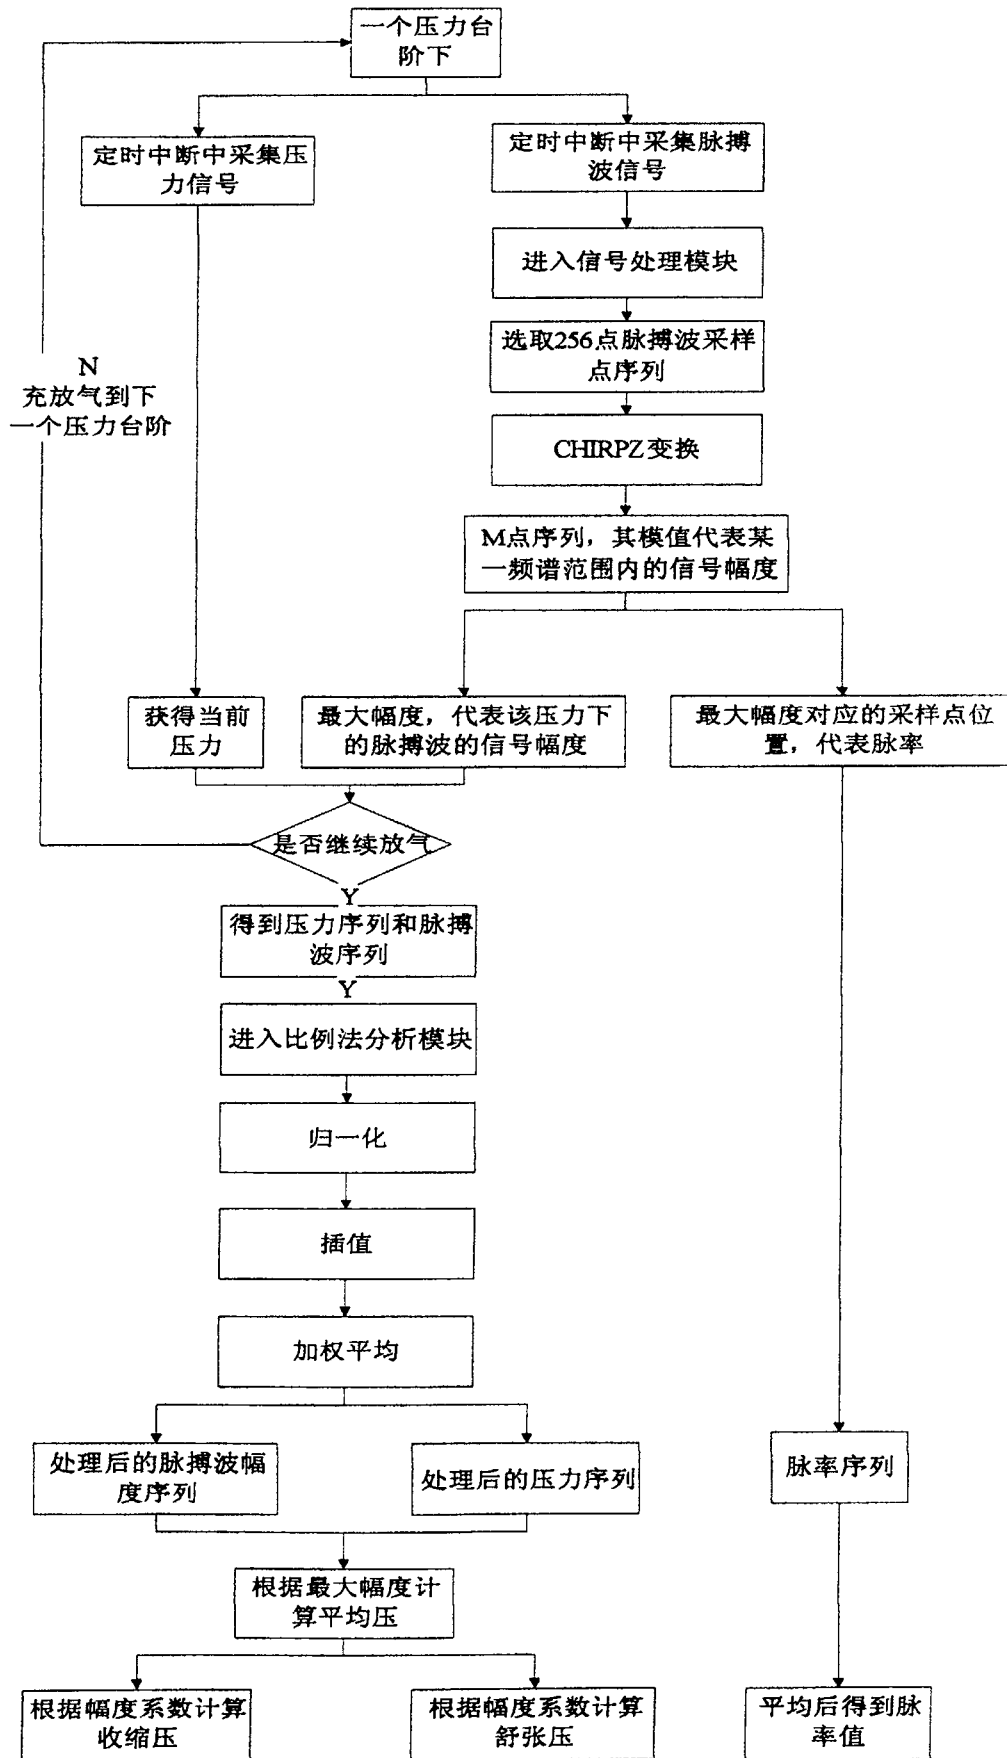 一个压力台
阶下
定时中断中采集压
力信号
定时中断中采集脉搏
波信号
进入信号处理模块
选取256点脉搏波采样
点序列
N
充放气到下
一个压力台阶
CHIRPZ变换
M点序列，其模值代表某
一频谱范围内的信号幅度
获得当前
压力
最大幅度，代表该压力下
的脉搏波的信号幅度
最大幅度对应的采样点位
置，代表脉率
是否继续放气
Y
得到压力序列和脉搏
波序列
Y
进入比例法分析模块
归一化
插值
加权平均
处理后的脉搏波幅
度序列
处理后的压力序列
脉率序列
根据最大幅度计
算平均压
根据幅度系数计算
收缩压
根据幅度系数计算
舒张压
平均后得到脉
率值